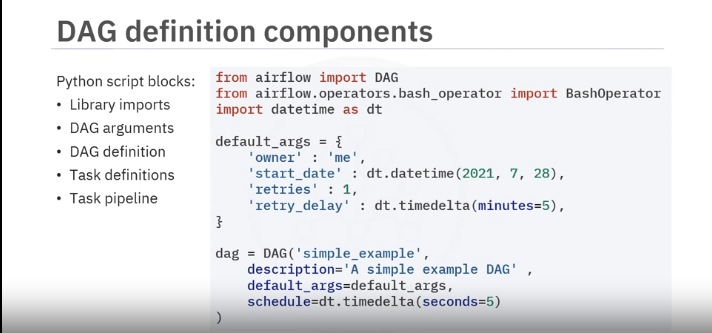 DAG definition components
Python script blocks:
• Library imports
• DAG arguments
• DAG definition
• Task definitions
• Task pipeline
from airflow import DAG
from airflow.operators.bash_operator import BashOperator
import datetime as dt
default_args = {
    'owner' : 'me',
    'start_date' : dt.datetime(2021, 7, 28),
    'retries' : 1,
    'retry_delay' : dt.timedelta(minutes=5),
}
dag = DAG('simple_example',
    description='A simple example DAG' ,
    default_args=default_args,
    schedule=dt.timedelta(seconds=5)
)